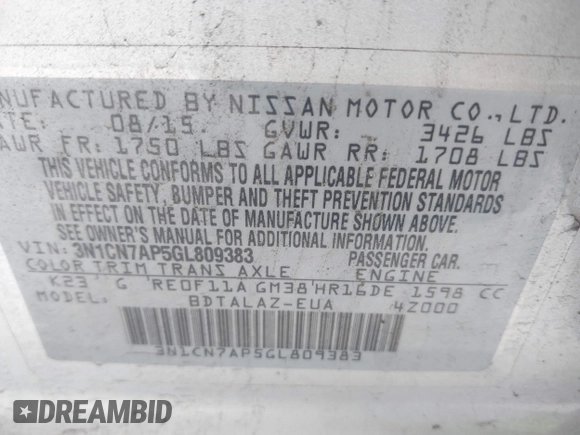 NUFACTURED BY NISSAN MOTOR CO., LTD.
ATE: 08/15 GVWR: 3426 LBS
AWR FR: 1750 LBS GAWR RR: 1708 LBS
THIS VEHICLE CONFORMS TO ALL APPLICABLE FEDERAL MOTOR
VEHICLE SAFETY, BUMPER AND THEFT PREVENTION STANDARDS
IN EFFECT ON THE DATE OF MANUFACTURE SHOWN ABOVE.
SEE OWNER'S MANUAL FOR ADDITIONAL INFORMATION.
VIN: 3N1CN7AP5GL809383 PASSENGER CAR
COLOR TRIM TRANS AXLE ENGINE
K23 G RE0F11A GM38 HR16DE 1598 CC
MODEL: BDTALAZ-EUA 4Z000
3N1CN7AP5GL809383
DREAMBID